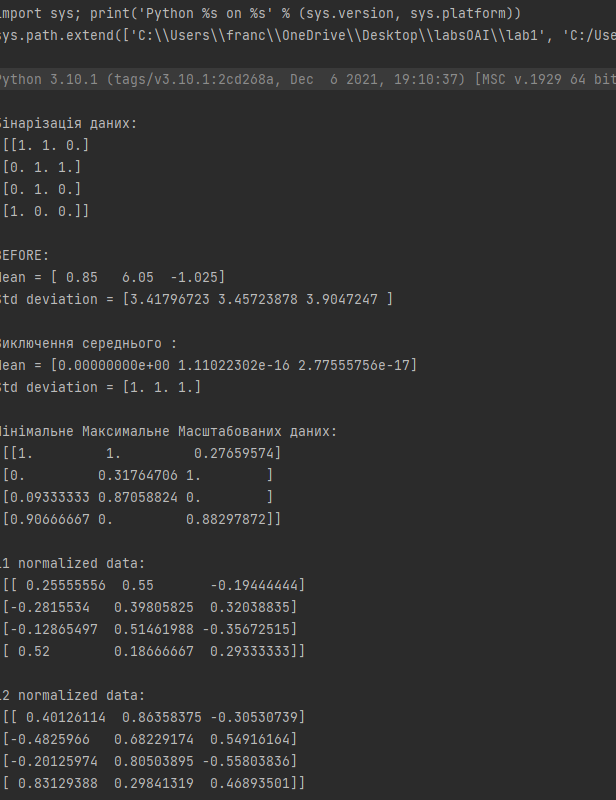 import sys; print('Python %s on %s' % (sys.version, sys.platform))
sys.path.extend(['C:\\Users\\franc\\OneDrive\\Desktop\\labsOAI\\lab1', 'C:/Use
Python 3.10.1 (tags/v3.10.1:2cd268a, Dec  6 2021, 19:10:37) [MSC v.1929 64 bit
Бінарізація даних:
[[1. 1. 0.]
[0. 1. 1.]
[0. 1. 0.]
[1. 0. 0.]]
BEFORE:
Mean = [ 0.85   6.05  -1.025]
Std deviation = [3.41796723 3.45723878 3.9047247 ]
Виключення середнього :
Mean = [0.00000000e+00 1.11022302e-16 2.77555756e-17]
Std deviation = [1. 1. 1.]
Мінімальне Максимальне Масштабованих даних:
[[1.         1.         0.27659574]
[0.         0.31764706 1.        ]
[0.09333333 0.87058824 0.        ]
[0.90666667 0.         0.88297872]]
l1 normalized data:
[[ 0.25555556  0.55       -0.19444444]
[-0.2815534   0.39805825  0.32038835]
[-0.12865497  0.51461988 -0.35672515]
[ 0.52        0.18666667  0.29333333]]
l2 normalized data:
[[ 0.40126114  0.86358375 -0.30530739]
[-0.4825966   0.68229174  0.54916164]
[-0.20125974  0.80503895 -0.55803836]
[ 0.83129388  0.29841319  0.46893501]]